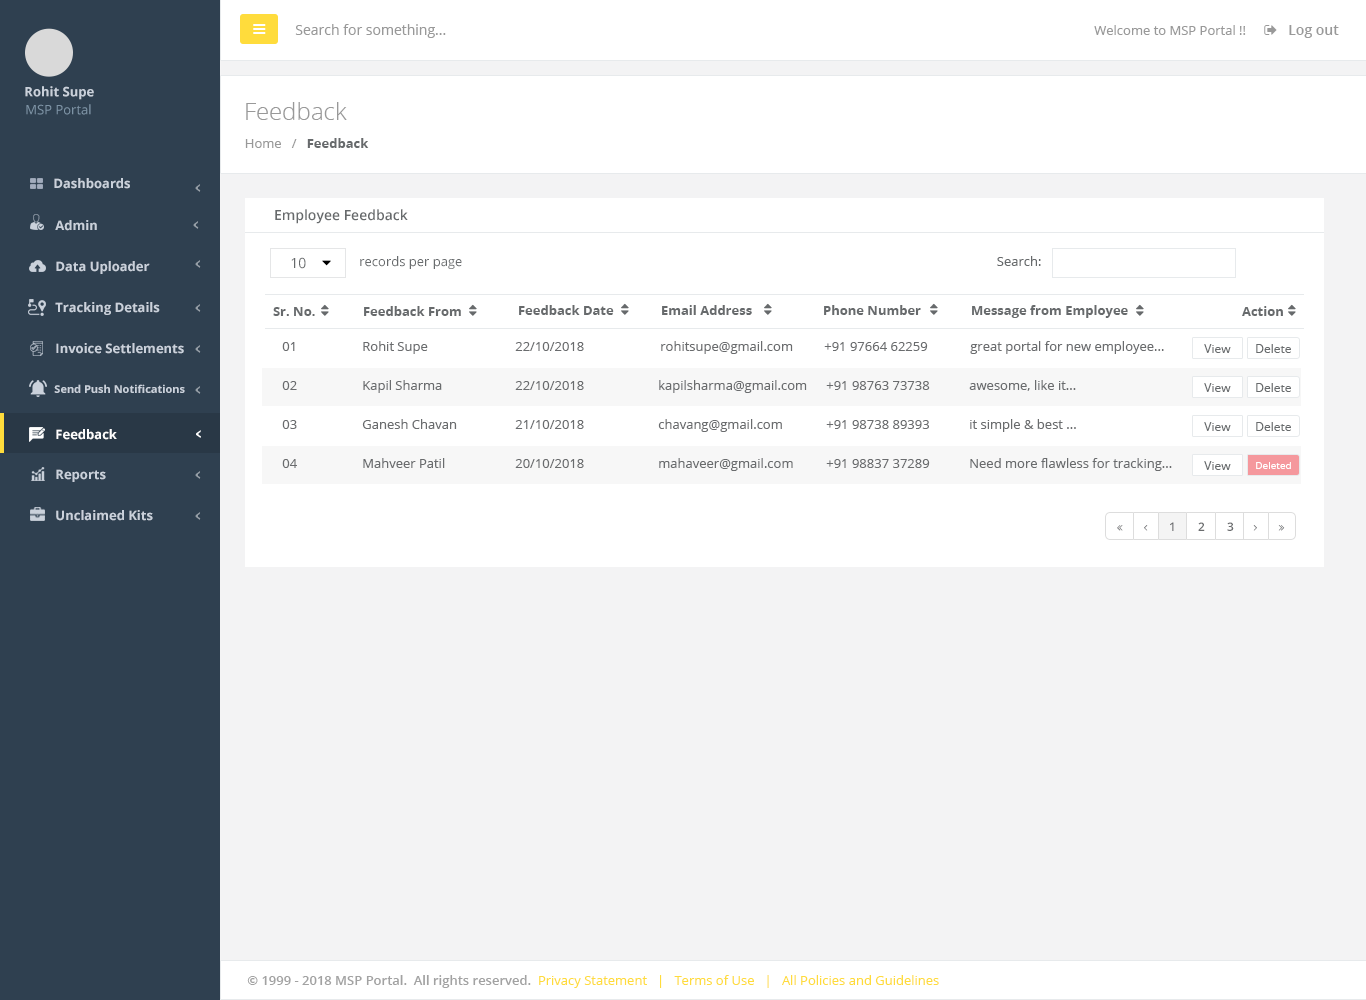 Search for something...
Welcome to MSP Portal !!
Log out
Rohit Supe
MSP Portal
Dashboards
Admin
Data Uploader
Tracking Details
Invoice Settlements
Send Push Notifications
Feedback
Reports
Unclaimed Kits
Feedback
Home / Feedback
Employee Feedback
10 records per page Search:
Sr. No. Feedback From Feedback Date Email Address Phone Number Message from Employee Action
01 Rohit Supe 22/10/2018 rohitsupe@gmail.com +91 97664 62259 great portal for new employee... View Delete
02 Kapil Sharma 22/10/2018 kapilsharma@gmail.com +91 98763 73738 awesome, like it... View Delete
03 Ganesh Chavan 21/10/2018 chavang@gmail.com +91 98738 89393 it simple & best ... View Delete
04 Mahveer Patil 20/10/2018 mahaveer@gmail.com +91 98837 37289 Need more flawless for tracking... View Deleted
« ‹ 1 2 3 › »
© 1999 - 2018 MSP Portal. All rights reserved. Privacy Statement | Terms of Use | All Policies and Guidelines